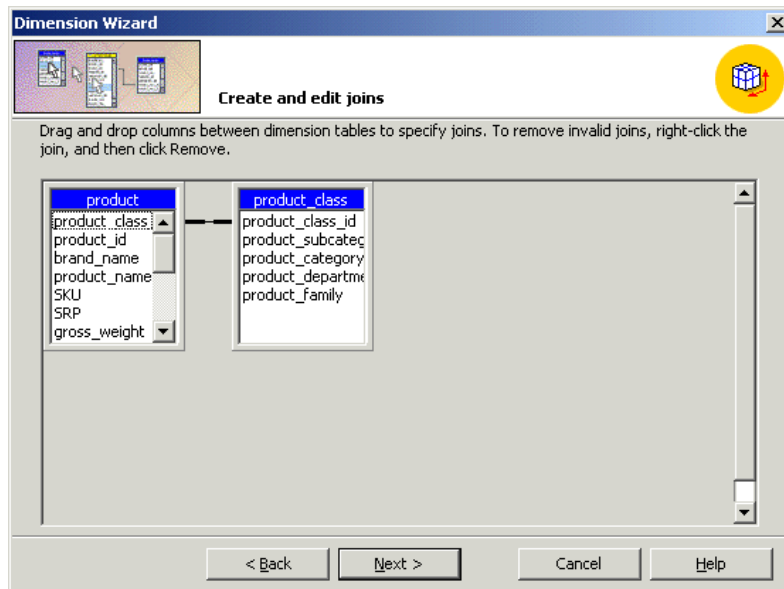 Dimension Wizard
Create and edit joins
Drag and drop columns between dimension tables to specify joins. To remove invalid joins, right-click the
join, and then click Remove.
product
product_class
product_id
brand_name
product_name
SKU
SRP
gross_weight
product_class
product_class_id
product_subcateg
product_category
product_departme
product_family
< Back
Next >
Cancel
Help